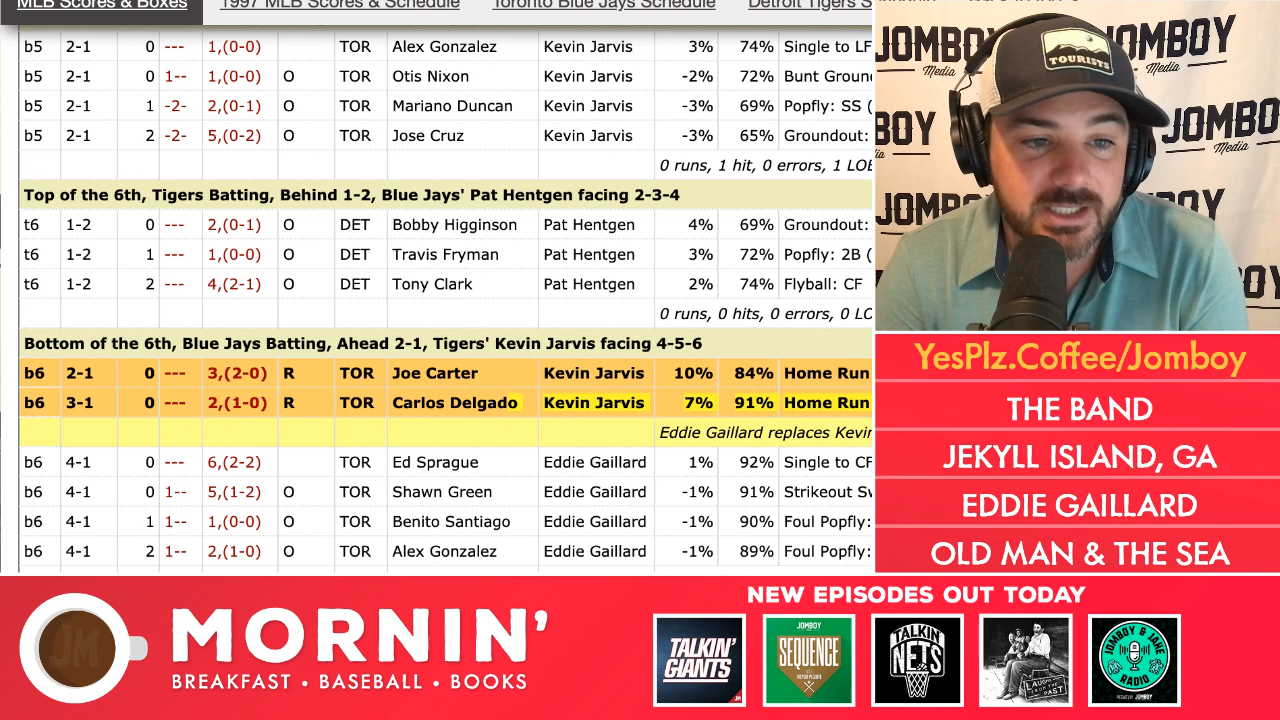 MLB Scores & Boxes 1997 MLB Scores & Schedule Toronto Blue Jays Schedule Detroit Tigers S
b5 2-1 0 --- 1,(0-0) TOR Alex Gonzalez Kevin Jarvis 3% 74% Single to LF
b5 2-1 0 1-- 1,(0-0) O TOR Otis Nixon Kevin Jarvis -2% 72% Bunt Groun
b5 2-1 1 -2- 2,(0-1) O TOR Mariano Duncan Kevin Jarvis -3% 69% Popfly: SS (
b5 2-1 2 -2- 5,(0-2) O TOR Jose Cruz Kevin Jarvis -3% 65% Groundout:
0 runs, 1 hit, 0 errors, 1 LOB
Top of the 6th, Tigers Batting, Behind 1-2, Blue Jays' Pat Hentgen facing 2-3-4
t6 1-2 0 --- 2,(0-1) O DET Bobby Higginson Pat Hentgen 4% 69% Groundout:
t6 1-2 1 --- 1,(0-0) O DET Travis Fryman Pat Hentgen 3% 72% Popfly: 2B (
t6 1-2 2 --- 4,(2-1) O DET Tony Clark Pat Hentgen 2% 74% Flyball: CF
0 runs, 0 hits, 0 errors, 0 LO
Bottom of the 6th, Blue Jays Batting, Ahead 2-1, Tigers' Kevin Jarvis facing 4-5-6
b6 2-1 0 --- 3,(2-0) R TOR Joe Carter Kevin Jarvis 10% 84% Home Run
b6 3-1 0 --- 2,(1-0) R TOR Carlos Delgado Kevin Jarvis 7% 91% Home Run
Eddie Gaillard replaces Kevin
b6 4-1 0 --- 6,(2-2) TOR Ed Sprague Eddie Gaillard 1% 92% Single to CF
b6 4-1 0 1-- 5,(1-2) O TOR Shawn Green Eddie Gaillard -1% 91% Strikeout Sw
b6 4-1 1 1-- 1,(0-0) O TOR Benito Santiago Eddie Gaillard -1% 90% Foul Popfly:
b6 4-1 2 1-- 2,(1-0) O TOR Alex Gonzalez Eddie Gaillard -1% 89% Foul Popfly:
JOMBOY
Media
JOMBOY
Media
TOURISTS
BOY
JOMBO
Media
YesPlz.Coffee/Jomboy
THE BAND
JEKYLL ISLAND, GA
EDDIE GAILLARD
OLD MAN & THE SEA
JM
MORNIN'
BREAKFAST • BASEBALL • BOOKS
NEW EPISODES OUT TODAY
TALKIN' GIANTS
JOMBOY
SEQUENCE
TALKIN NETS
LAUGHS FROM THE PAST
JOMBOY & JAKE RADIO